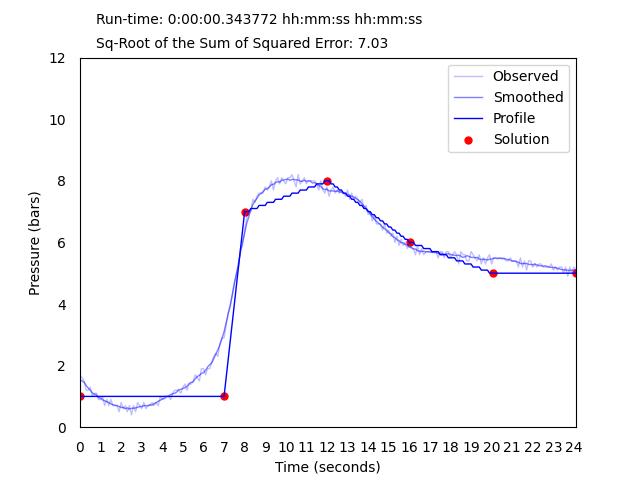 Run-time: 0:00:00.343772 hh:mm:ss hh:mm:ss
Sq-Root of the Sum of Squared Error: 7.03
Observed
Smoothed
Profile
Solution
Pressure (bars)
12
10
8
6
4
2
0
0 1 2 3 4 5 6 7 8 9 10 11 12 13 14 15 16 17 18 19 20 21 22 23 24
Time (seconds)